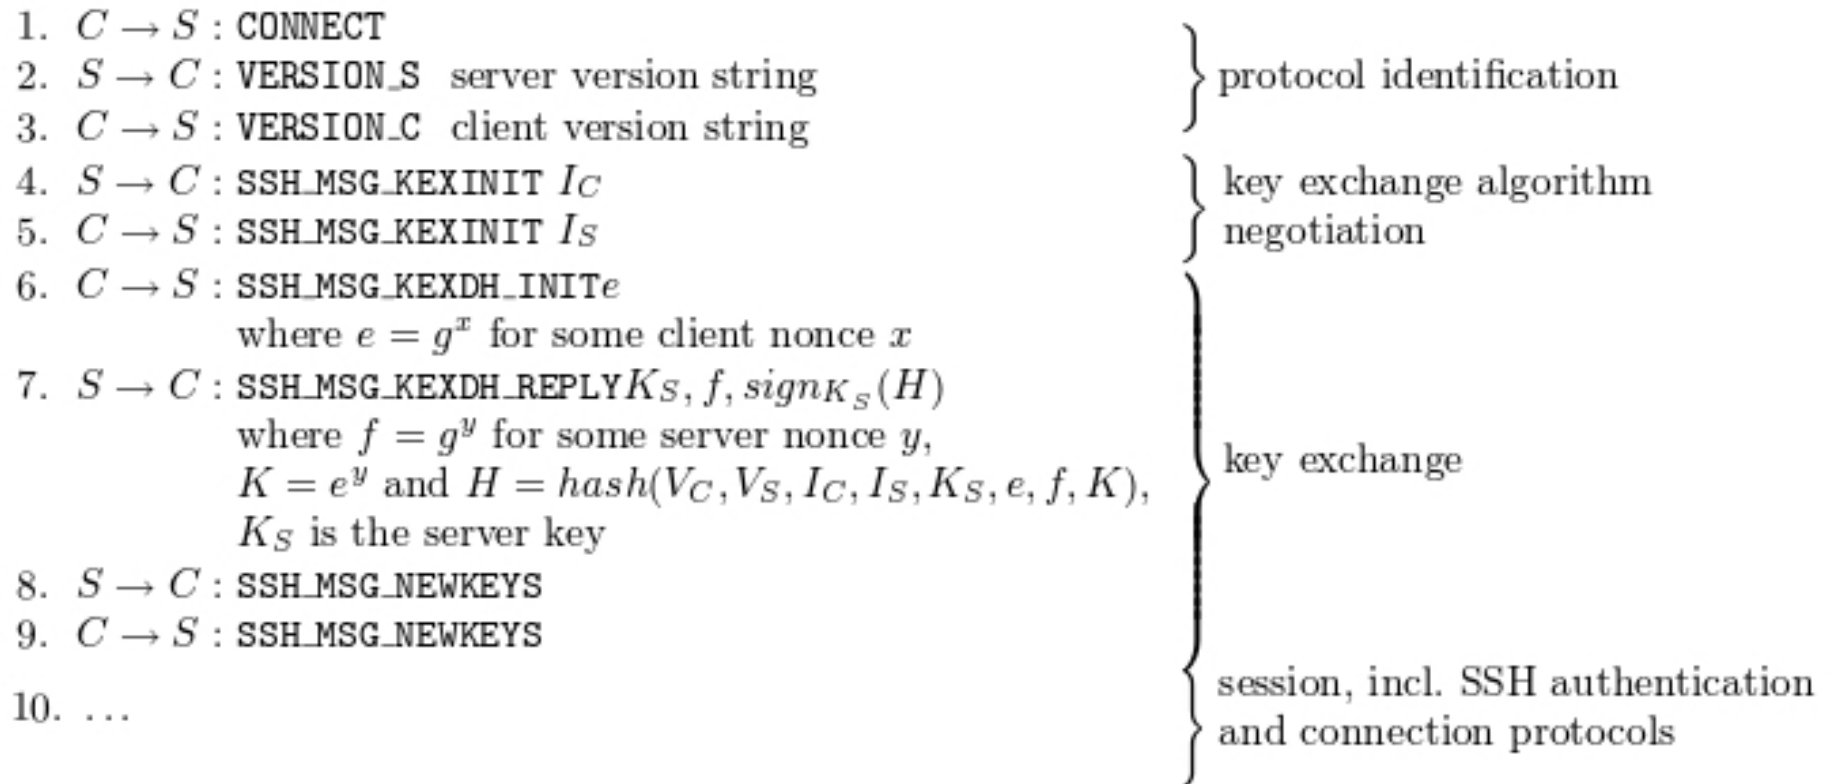 1. C → S : CONNECT
2. S → C : VERSION_S server version string
3. C → S : VERSION_C client version string
protocol identification
4. S → C : SSH_MSG_KEXINIT I_C
5. C → S : SSH_MSG_KEXINIT I_S
key exchange algorithm
negotiation
6. C → S : SSH_MSG_KEXDH_INITe
where e = g^x for some client nonce x
7. S → C : SSH_MSG_KEXDH_REPLYK_S, f, sign_{K_S}(H)
where f = g^y for some server nonce y,
K = e^y and H = hash(V_C, V_S, I_C, I_S, K_S, e, f, K),
K_S is the server key
8. S → C : SSH_MSG_NEWKEYS
9. C → S : SSH_MSG_NEWKEYS
key exchange
10. ...
session, incl. SSH authentication
and connection protocols